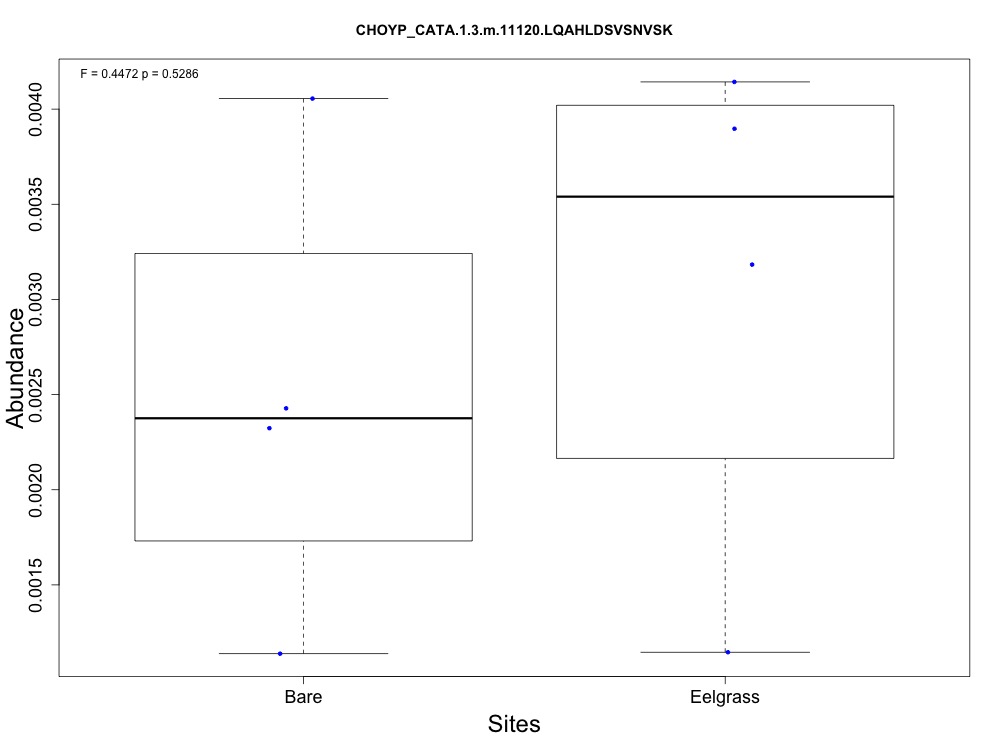 CHOYP_CATA.1.3.m.11120.LQAHLDSVSNVSK
F = 0.4472 p = 0.5286
0.0040
0.0035
0.0030
0.0025
0.0020
0.0015
Abundance
Bare
Eelgrass
Sites